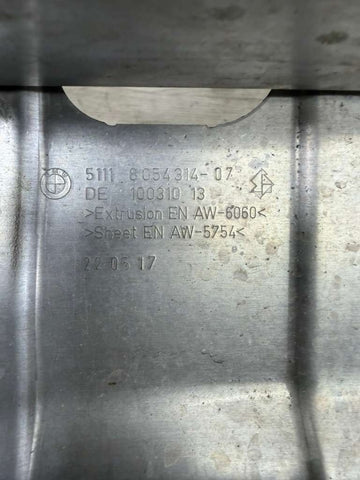 5111 8054314-07
DE 100310 13
>Extrusion EN AW-6060<
>Sheet EN AW-5754<
22 05 17